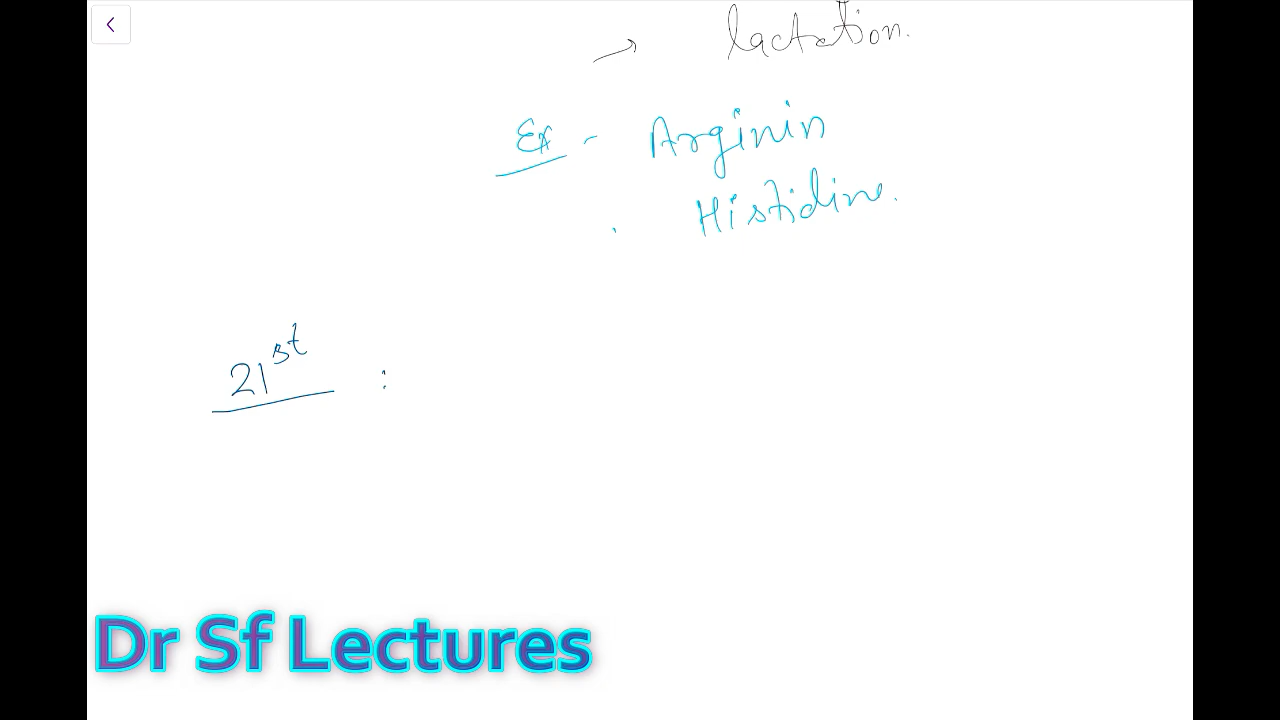 → lactation.
Ex - Arginin
Histidine.
21st :
Dr Sf Lectures